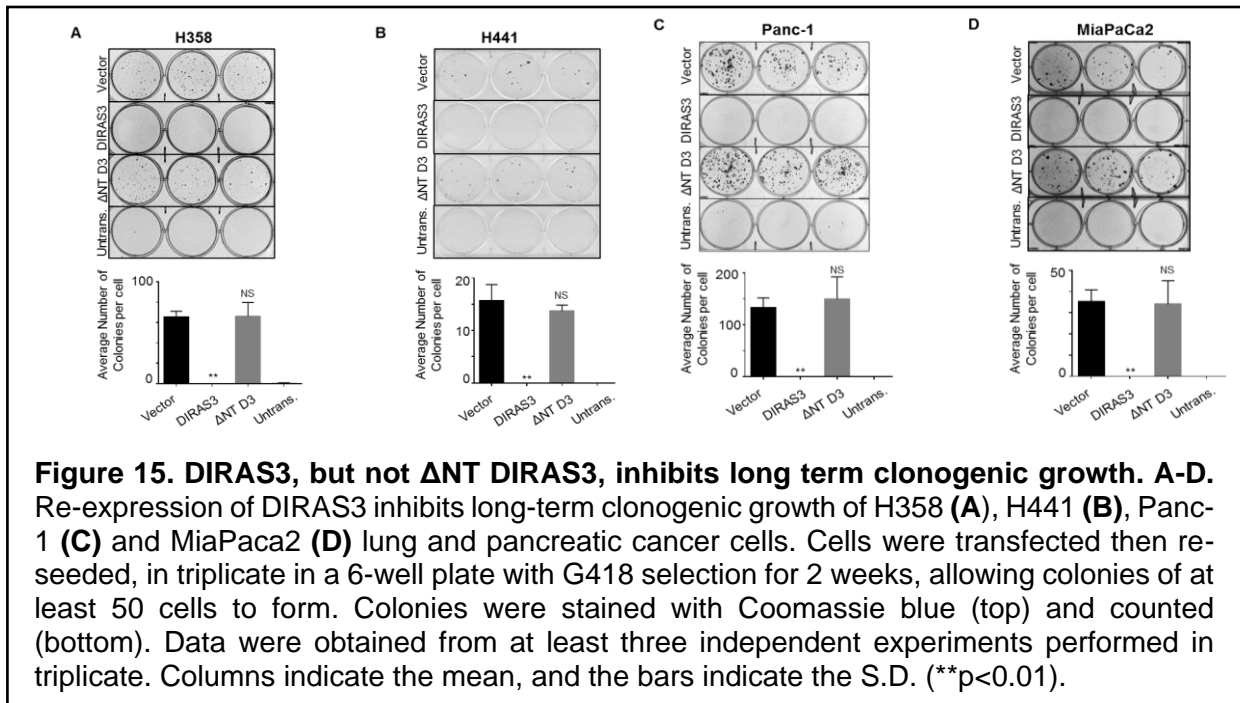 A
H358
Vector
DIRAS3
ΔNT D3
Untrans.
Average Number of
Colonies per cell
100
0
NS
**
Vector
DIRAS3
ΔNT D3
Untrans.
B
H441
Vector
DIRAS3
ΔNT D3
Untrans.
Average Number of
Colonies per cell
20
10
0
NS
**
Vector
DIRAS3
ΔNT D3
Untrans.
C
Panc-1
Vector
DIRAS3
ΔNT D3
Untrans.
Average Number of
Colonies per cell
200
100
0
NS
**
Vector
DIRAS3
ΔNT D3
Untrans.
D
MiaPaCa2
Vector
DIRAS3
ΔNT D3
Untrans.
Average Number of
Colonies per cell
50
0
NS
**
Vector
DIRAS3
ΔNT D3
Untrans.
Figure 15. DIRAS3, but not ΔNT DIRAS3, inhibits long term clonogenic growth. A-D.
Re-expression of DIRAS3 inhibits long-term clonogenic growth of H358 (A), H441 (B), Panc-
1 (C) and MiaPaca2 (D) lung and pancreatic cancer cells. Cells were transfected then re-
seeded, in triplicate in a 6-well plate with G418 selection for 2 weeks, allowing colonies of at
least 50 cells to form. Colonies were stained with Coomassie blue (top) and counted
(bottom). Data were obtained from at least three independent experiments performed in
triplicate. Columns indicate the mean, and the bars indicate the S.D. (**p<0.01).